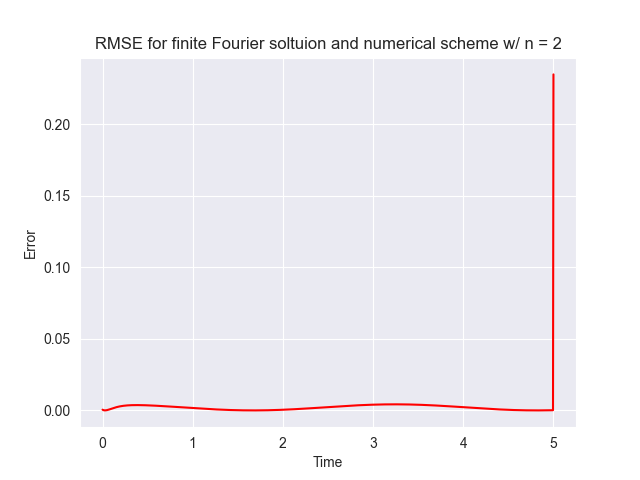 RMSE for finite Fourier soltuion and numerical scheme w/ n = 2
0.20
0.15
0.10
0.05
0.00
Error
0 1 2 3 4 5
Time